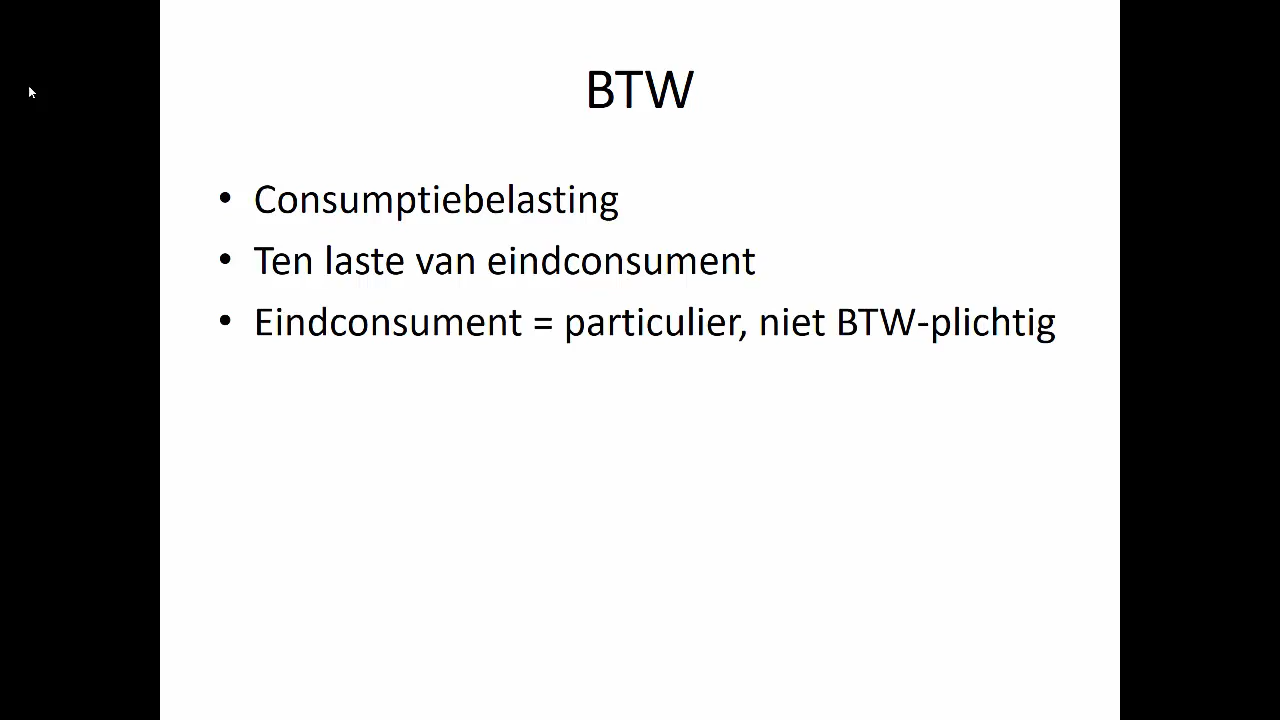 BTW
• Consumptiebelasting
• Ten laste van eindconsument
• Eindconsument = particulier, niet BTW-plichtig